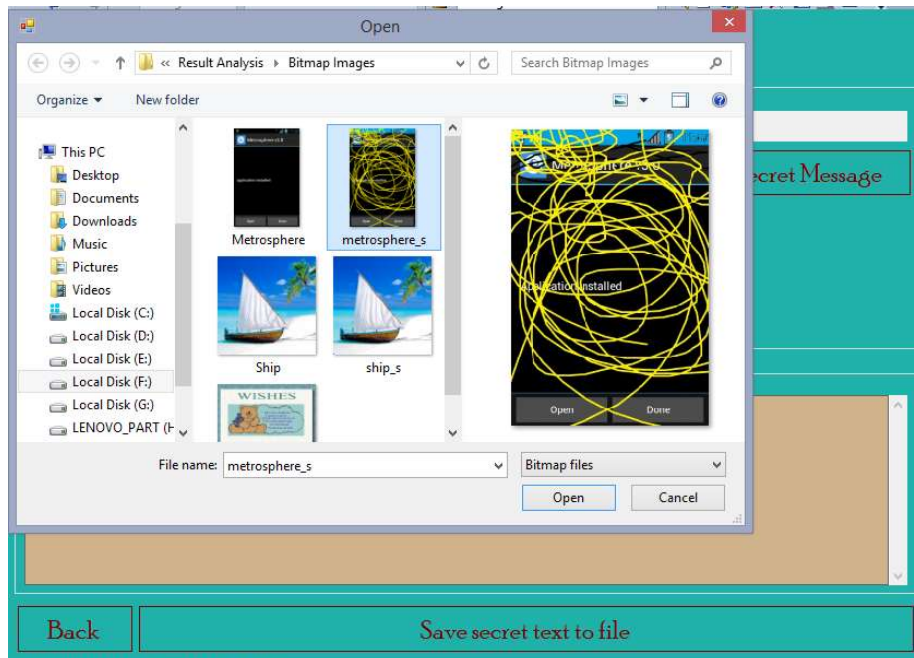 Open
« Result Analysis › Bitmap Images
Search Bitmap Images
Organize
New folder
This PC
Desktop
Documents
Downloads
Music
Pictures
Videos
Local Disk (C:)
Local Disk (D:)
Local Disk (E:)
Local Disk (F:)
Local Disk (G:)
LENOVO_PART (H
Metrosphere
metrosphere_s
Ship
ship_s
WISHES
Application Installed
Open
Done
ecret Message
File name:
metrosphere_s
Bitmap files
Open
Cancel
Back
Save secret text to file